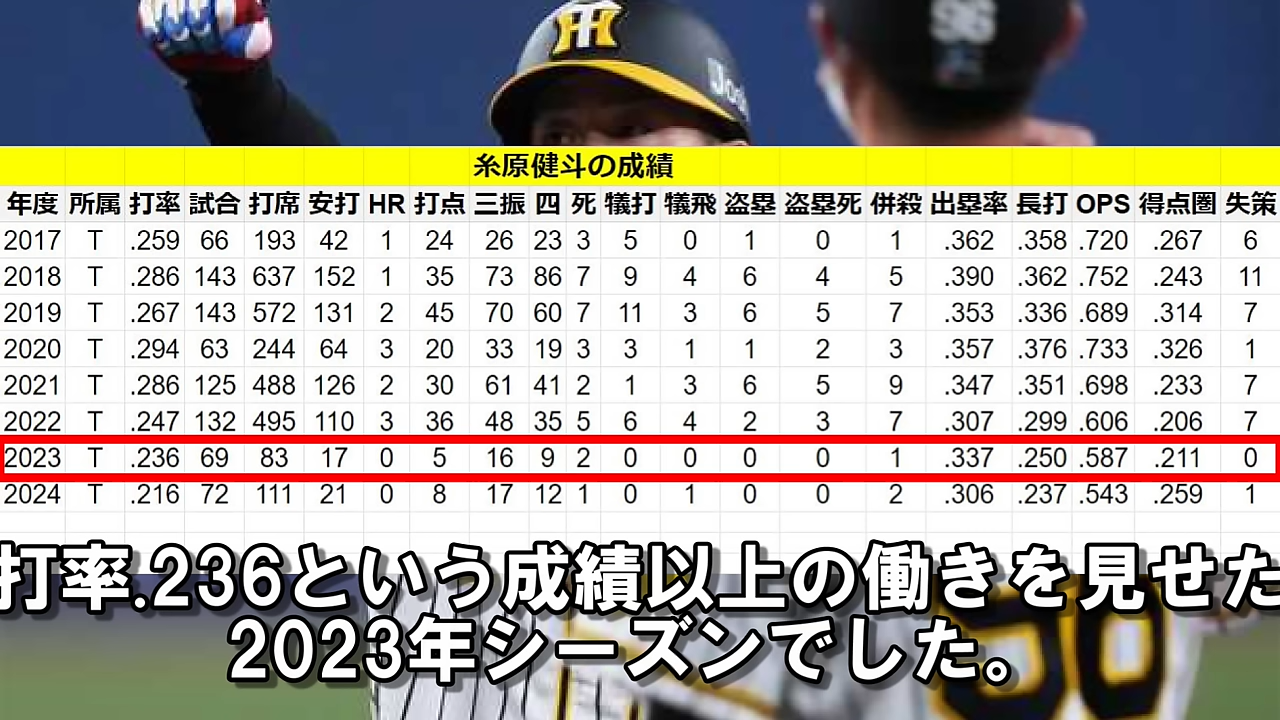 96
糸原健斗の成績
年度 所属 打率 試合 打席 安打 HR 打点 三振 四 死 犠打 犠飛 盗塁 盗塁死 併殺 出塁率 長打 OPS 得点圏 失策
2017 T .259 66 193 42 1 24 26 23 3 5 0 1 0 1 .362 .358 .720 .267 6
2018 T .286 143 637 152 1 35 73 86 7 9 4 6 4 5 .390 .362 .752 .243 11
2019 T .267 143 572 131 2 45 70 60 7 11 3 6 5 7 .353 .336 .689 .314 7
2020 T .294 63 244 64 3 20 33 19 3 3 1 1 2 3 .357 .376 .733 .326 1
2021 T .286 125 488 126 2 30 61 41 2 1 3 6 5 9 .347 .351 .698 .233 7
2022 T .247 132 495 110 3 36 48 35 5 6 4 2 3 7 .307 .299 .606 .206 7
2023 T .236 69 83 17 0 5 16 9 2 0 0 0 0 1 .337 .250 .587 .211 0
2024 T .216 72 111 21 0 8 17 12 1 0 1 0 0 2 .306 .237 .543 .259 1
打率.236という成績以上の働きを見せた
2023年シーズンでした。